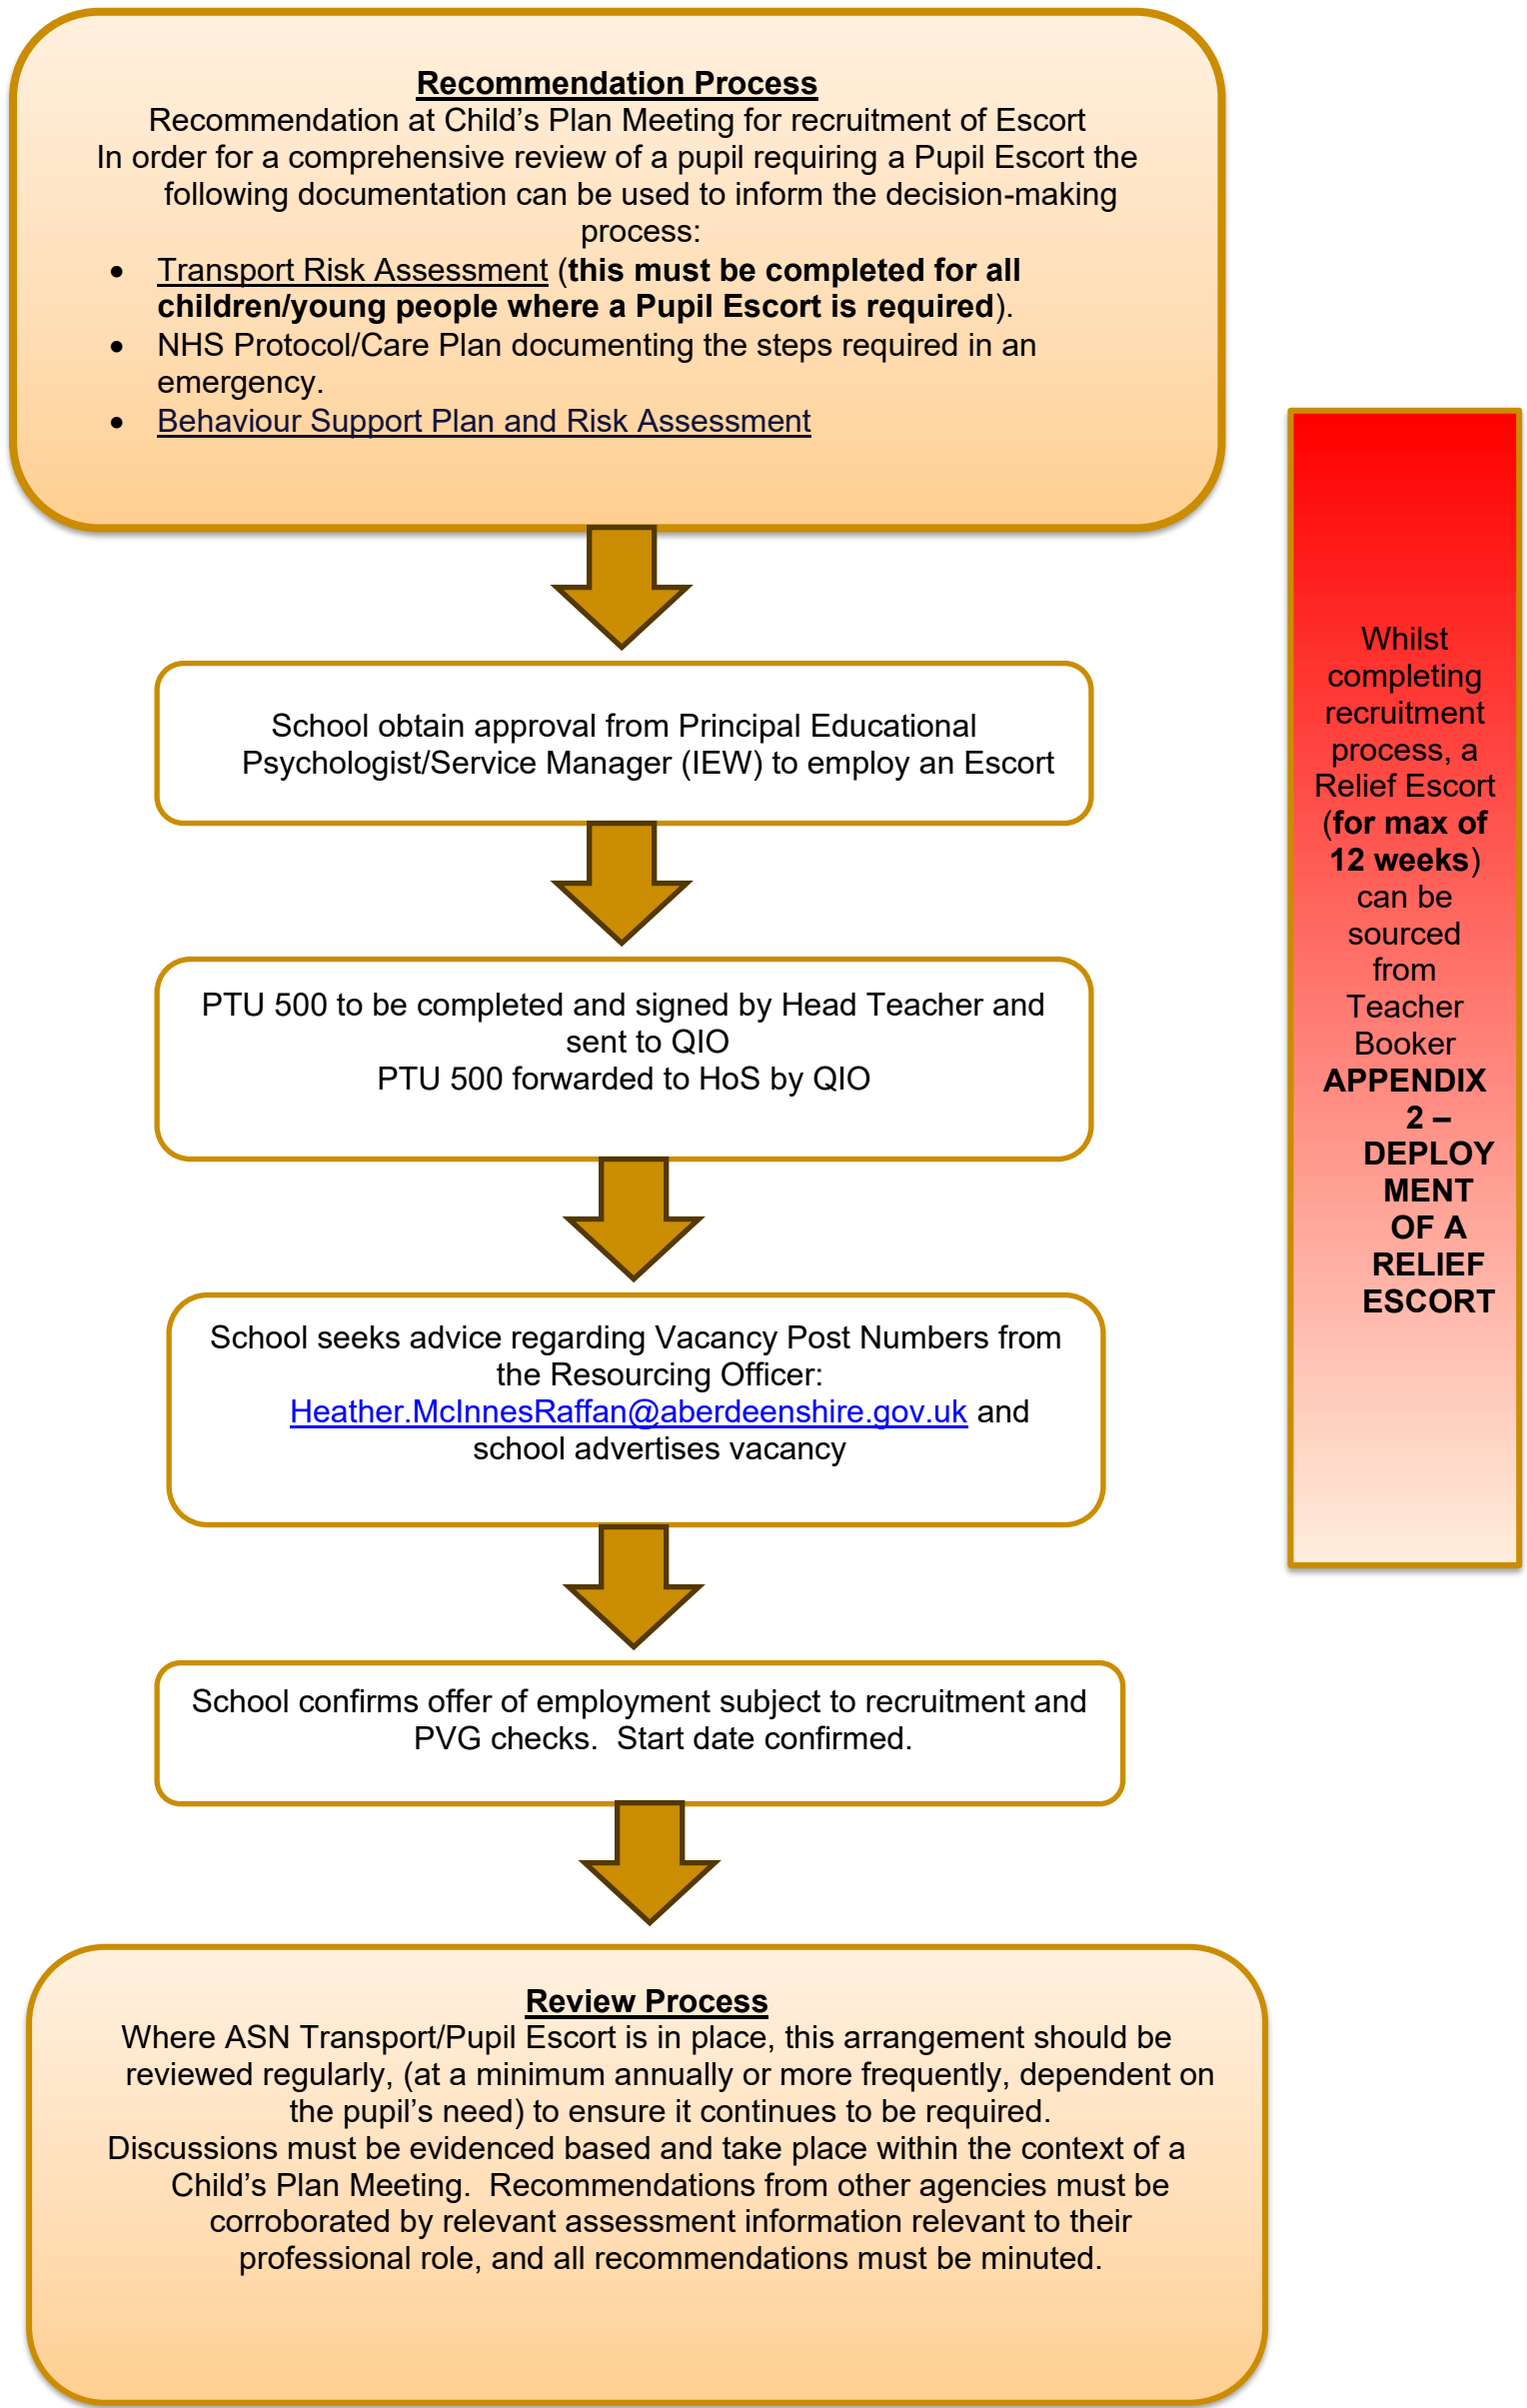 Recommendation Process
Recommendation at Child’s Plan Meeting for recruitment of Escort
In order for a comprehensive review of a pupil requiring a Pupil Escort the
following documentation can be used to inform the decision-making
process:
• Transport Risk Assessment (this must be completed for all
children/young people where a Pupil Escort is required).
• NHS Protocol/Care Plan documenting the steps required in an
emergency.
• Behaviour Support Plan and Risk Assessment
School obtain approval from Principal Educational
Psychologist/Service Manager (IEW) to employ an Escort
PTU 500 to be completed and signed by Head Teacher and
sent to QIO
PTU 500 forwarded to HoS by QIO
School seeks advice regarding Vacancy Post Numbers from
the Resourcing Officer:
Heather.McInnesRaffan@aberdeenshire.gov.uk and
school advertises vacancy
School confirms offer of employment subject to recruitment and
PVG checks.  Start date confirmed.
Review Process
Where ASN Transport/Pupil Escort is in place, this arrangement should be
reviewed regularly, (at a minimum annually or more frequently, dependent on
the pupil’s need) to ensure it continues to be required.
Discussions must be evidenced based and take place within the context of a
Child’s Plan Meeting.  Recommendations from other agencies must be
corroborated by relevant assessment information relevant to their
professional role, and all recommendations must be minuted.
Whilst
completing
recruitment
process, a
Relief Escort
(for max of
12 weeks)
can be
sourced
from
Teacher
Booker
APPENDIX
2 –
DEPLOY
MENT
OF A
RELIEF
ESCORT